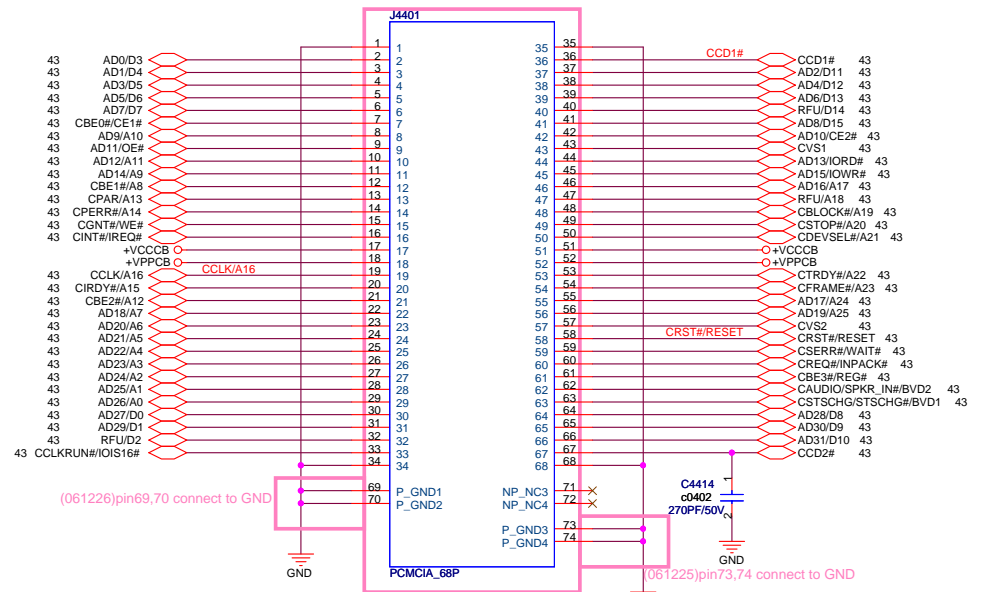 J4401
1 1 35 35
43 AD0/D3 2 2 36 36 CCD1# CCD1# 43
43 AD1/D4 3 3 37 37 AD2/D11 43
43 AD3/D5 4 4 38 38 AD4/D12 43
43 AD5/D6 5 5 39 39 AD6/D13 43
43 AD7/D7 6 6 40 40 RFU/D14 43
43 CBE0#/CE1# 7 7 41 41 AD8/D15 43
43 AD9/A10 8 8 42 42 AD10/CE2# 43
43 AD11/OE# 9 9 43 43 CVS1 43
43 AD12/A11 10 10 44 44 AD13/IORD# 43
43 AD14/A9 11 11 45 45 AD15/IOWR# 43
43 CBE1#/A8 12 12 46 46 AD16/A17 43
43 CPAR/A13 13 13 47 47 RFU/A18 43
43 CPERR#/A14 14 14 48 48 CBLOCK#/A19 43
43 CGNT#/WE# 15 15 49 49 CSTOP#/A20 43
43 CINT#/IREQ# 16 16 50 50 CDEVSEL#/A21 43
+VCCCB 17 17 51 51 +VCCCB
+VPPCB 18 18 52 52 +VPPCB
43 CCLK/A16 CCLK/A16 19 19 53 53 CTRDY#/A22 43
43 CIRDY#/A15 20 20 54 54 CFRAME#/A23 43
43 CBE2#/A12 21 21 55 55 AD17/A24 43
43 AD18/A7 22 22 56 56 AD19/A25 43
43 AD20/A6 23 23 57 57 CVS2 43
43 AD21/A5 24 24 58 58 CRST#/RESET CRST#/RESET 43
43 AD22/A4 25 25 59 59 CSERR#/WAIT# 43
43 AD23/A3 26 26 60 60 CREQ#/INPACK# 43
43 AD24/A2 27 27 61 61 CBE3#/REG# 43
43 AD25/A1 28 28 62 62 CAUDIO/SPKR_IN#/BVD2 43
43 AD26/A0 29 29 63 63 CSTSCHG/STSCHG#/BVD1 43
43 AD27/D0 30 30 64 64 AD28/D8 43
43 AD29/D1 31 31 65 65 AD30/D9 43
43 RFU/D2 32 32 66 66 AD31/D10 43
43 CCLKRUN#/IOIS16# 33 33 67 67 CCD2# 43
34 34 68 68
69 P_GND1 NP_NC3 71
70 P_GND2 NP_NC4 72
(061226)pin69,70 connect to GND
C4414 1
c0402
270PF/50V 2
P_GND3 73
P_GND4 74
GND
GND
PCMCIA_68P
(061225)pin73,74 connect to GND